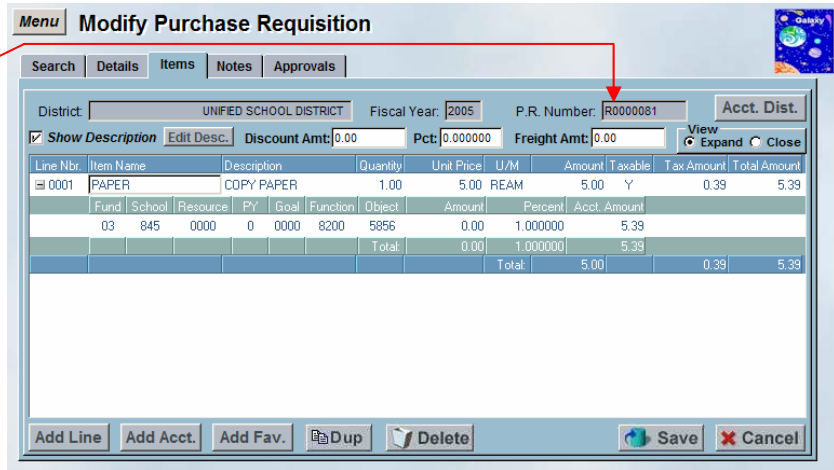 Menu Modify Purchase Requisition
Galaxy
Search Details Items Notes Approvals
District: UNIFIED SCHOOL DISTRICT Fiscal Year: 2005 P.R. Number: R0000081 Acct. Dist.
Show Description Edit Desc. Discount Amt: 0.00 Pct: 0.000000 Freight Amt: 0.00 View Expand Close
Line Nbr. Item Name Description Quantity Unit Price U/M Amount Taxable Tax Amount Total Amount
0001 PAPER COPY PAPER 1.00 5.00 REAM 5.00 Y 0.39 5.39
Fund School Resource PY Goal Function Object Amount Percent Acct. Amount
03 845 0000 0 0000 8200 5856 0.00 1.000000 5.39
Total: 0.00 1.000000 5.39
Total: 5.00 0.39 5.39
Add Line Add Acct. Add Fav. Dup Delete Save Cancel